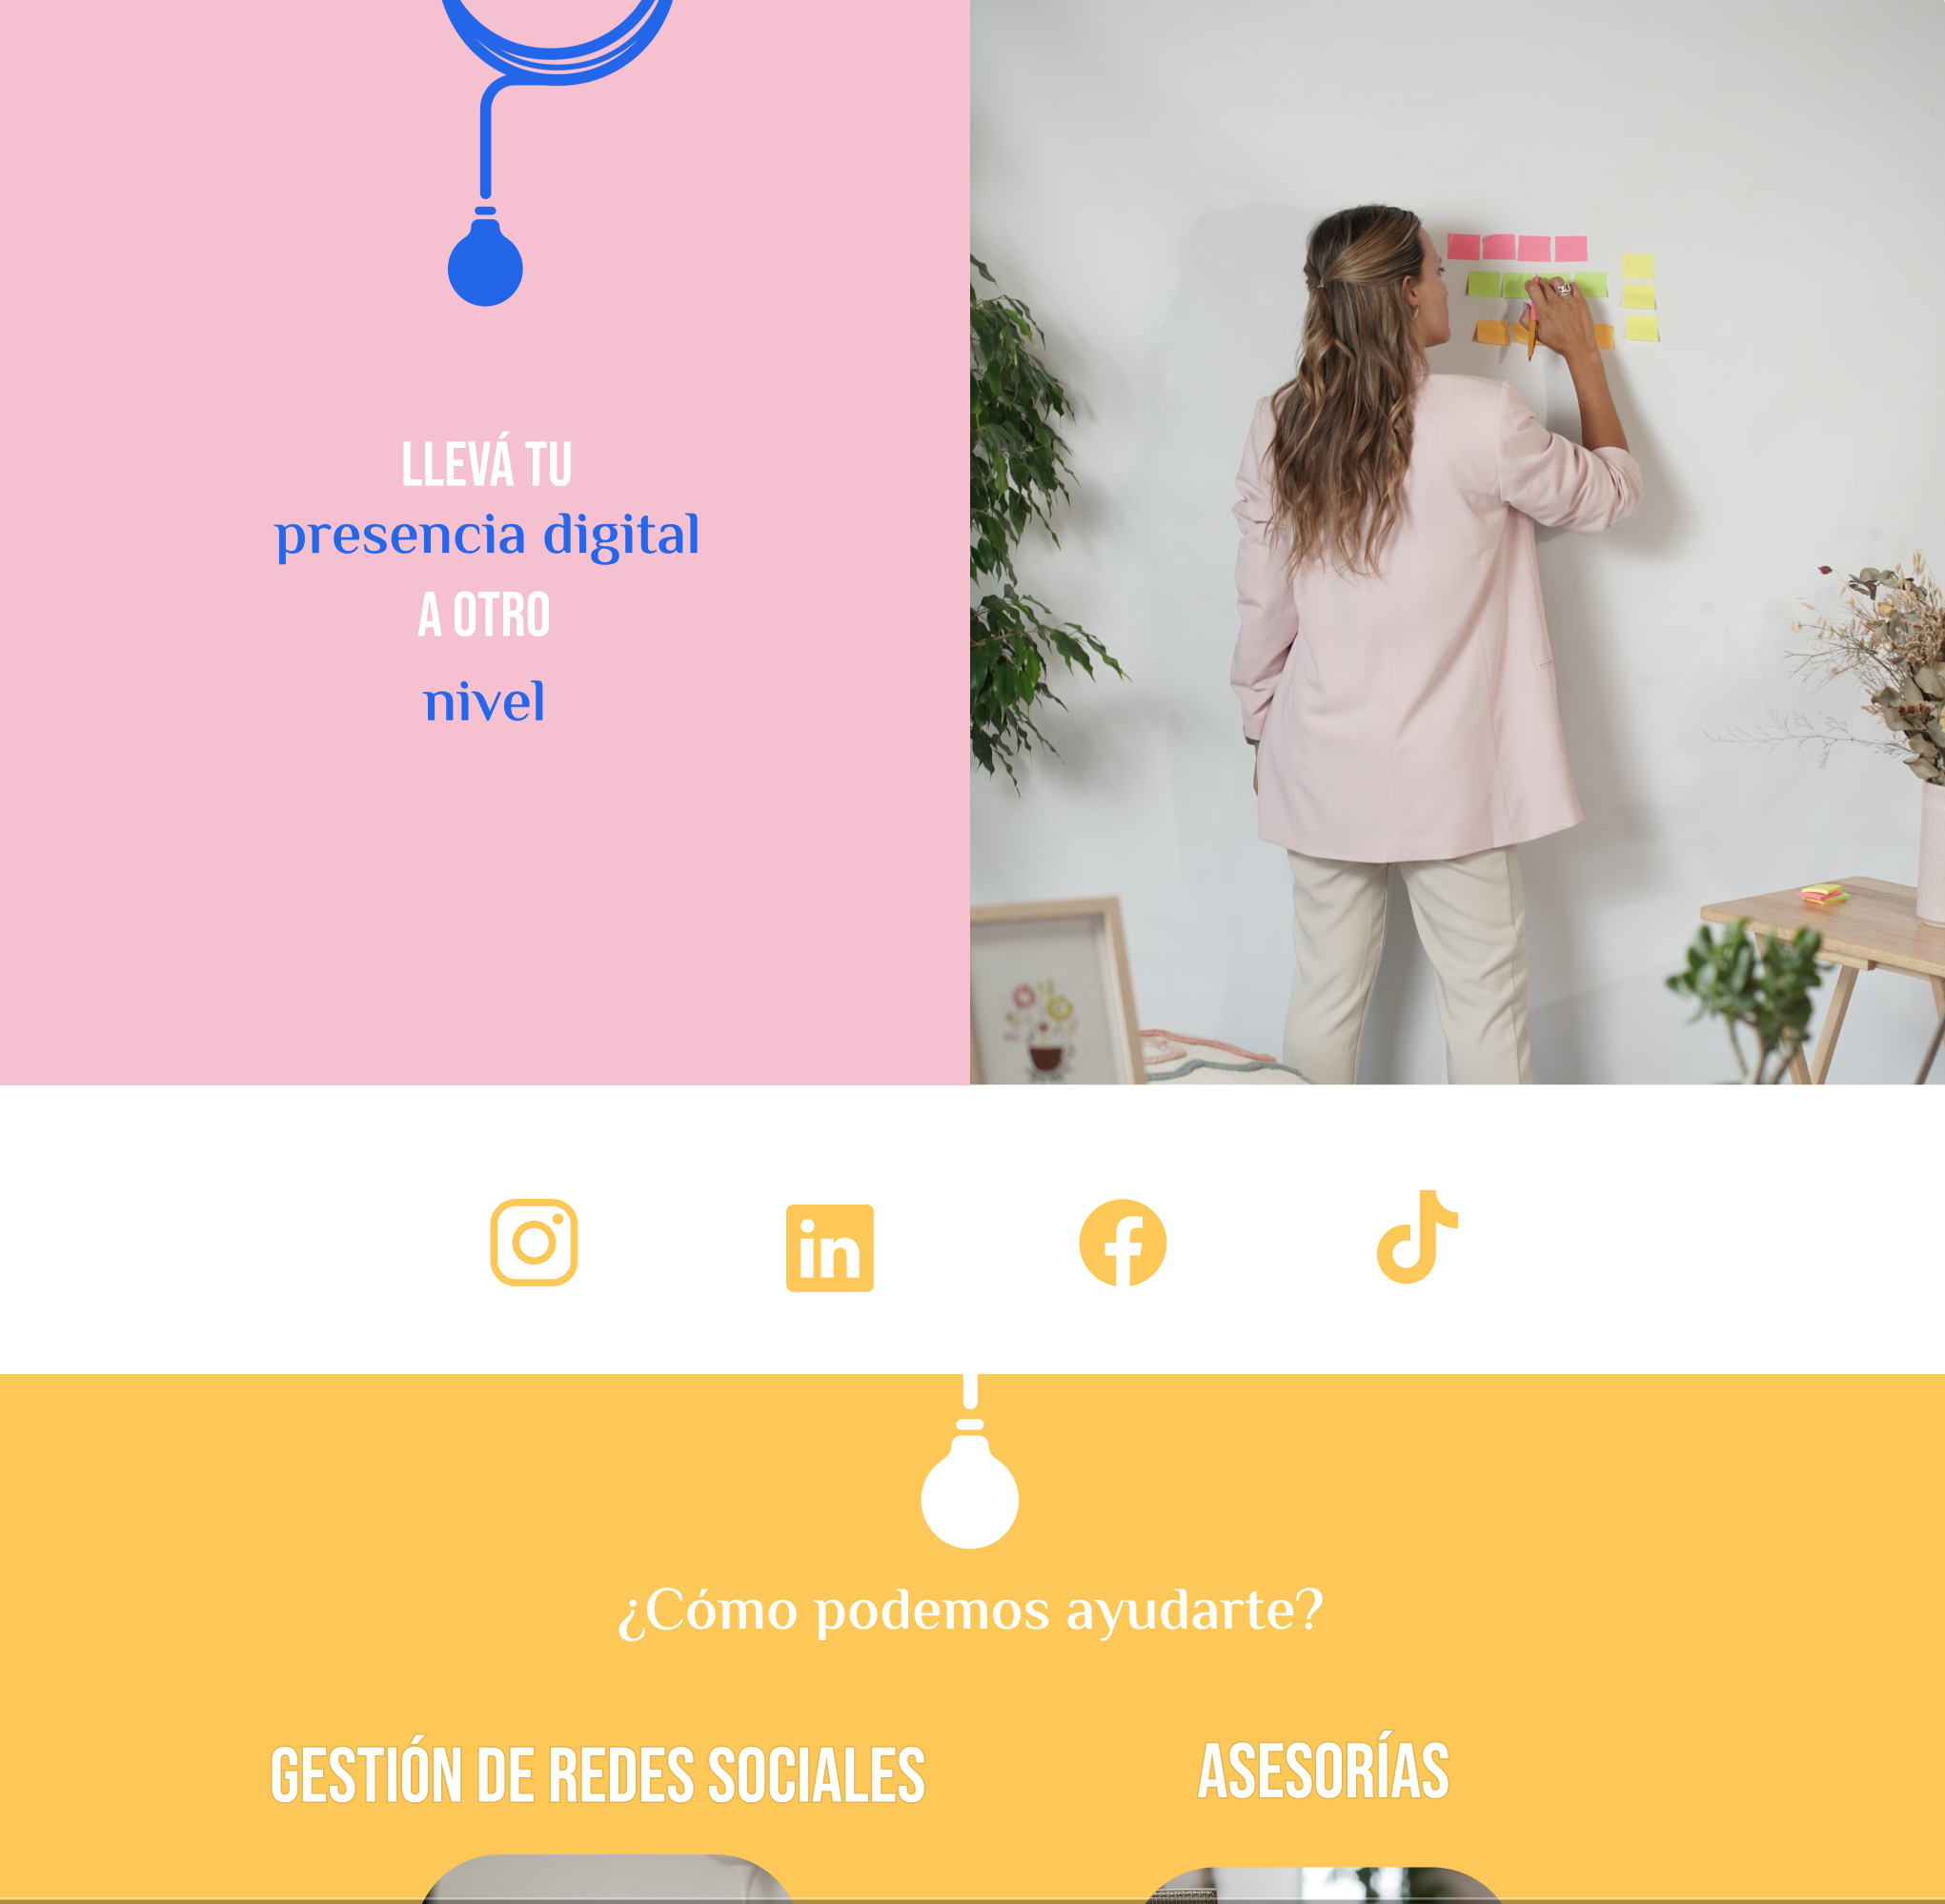 LLEVÁ TU
presencia digital
A OTRO
nivel
¿Cómo podemos ayudarte?
GESTIÓN DE REDES SOCIALES
ASESORÍAS